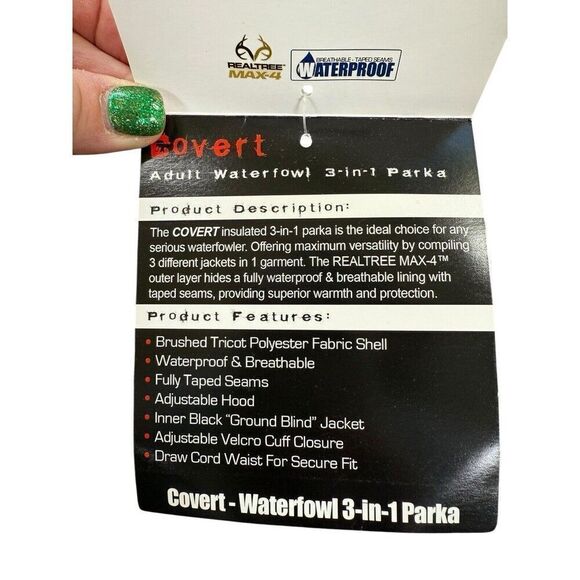 REALTREE
MAX-4
BREATHABLE - TAPED SEAMS
WATERPROOF
Covert
Adult Waterfowl 3-in-1 Parka
Product Description:
The COVERT insulated 3-in-1 parka is the ideal choice for any
serious waterfowler. Offering maximum versatility by compiling
3 different jackets in 1 garment. The REALTREE MAX-4™
outer layer hides a fully waterproof & breathable lining with
taped seams, providing superior warmth and protection.
Product Features:
• Brushed Tricot Polyester Fabric Shell
• Waterproof & Breathable
• Fully Taped Seams
• Adjustable Hood
• Inner Black “Ground Blind” Jacket
• Adjustable Velcro Cuff Closure
• Draw Cord Waist For Secure Fit
Covert - Waterfowl 3-in-1 Parka